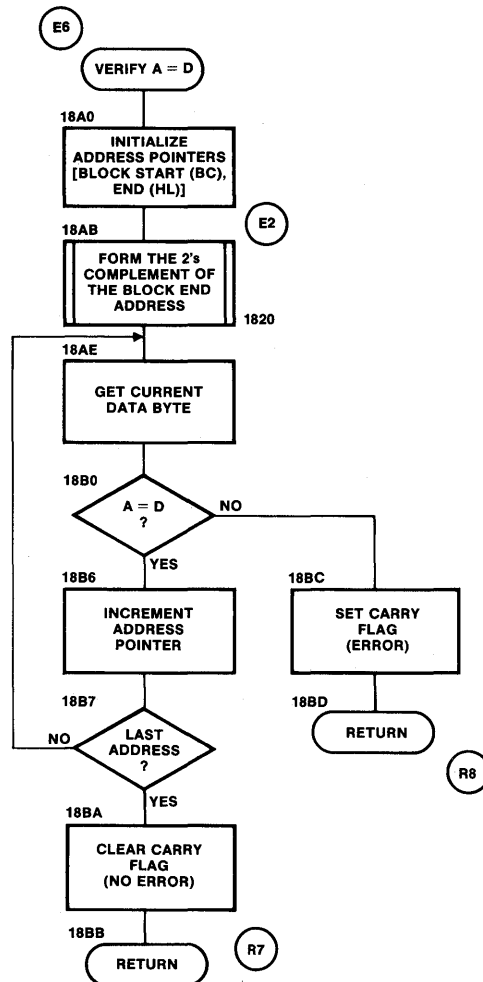 E6
VERIFY A = D
18A0
INITIALIZE
ADDRESS POINTERS
[BLOCK START (BC),
END (HL)]
E2
18AB
FORM THE 2's
COMPLEMENT OF
THE BLOCK END
ADDRESS
1820
18AE
GET CURRENT
DATA BYTE
18B0
A = D
?
NO
YES
18B6
INCREMENT
ADDRESS
POINTER
18BC
SET CARRY
FLAG
(ERROR)
18B7
LAST
ADDRESS
?
NO
YES
18BD
RETURN
R8
18BA
CLEAR CARRY
FLAG
(NO ERROR)
18BB
RETURN
R7